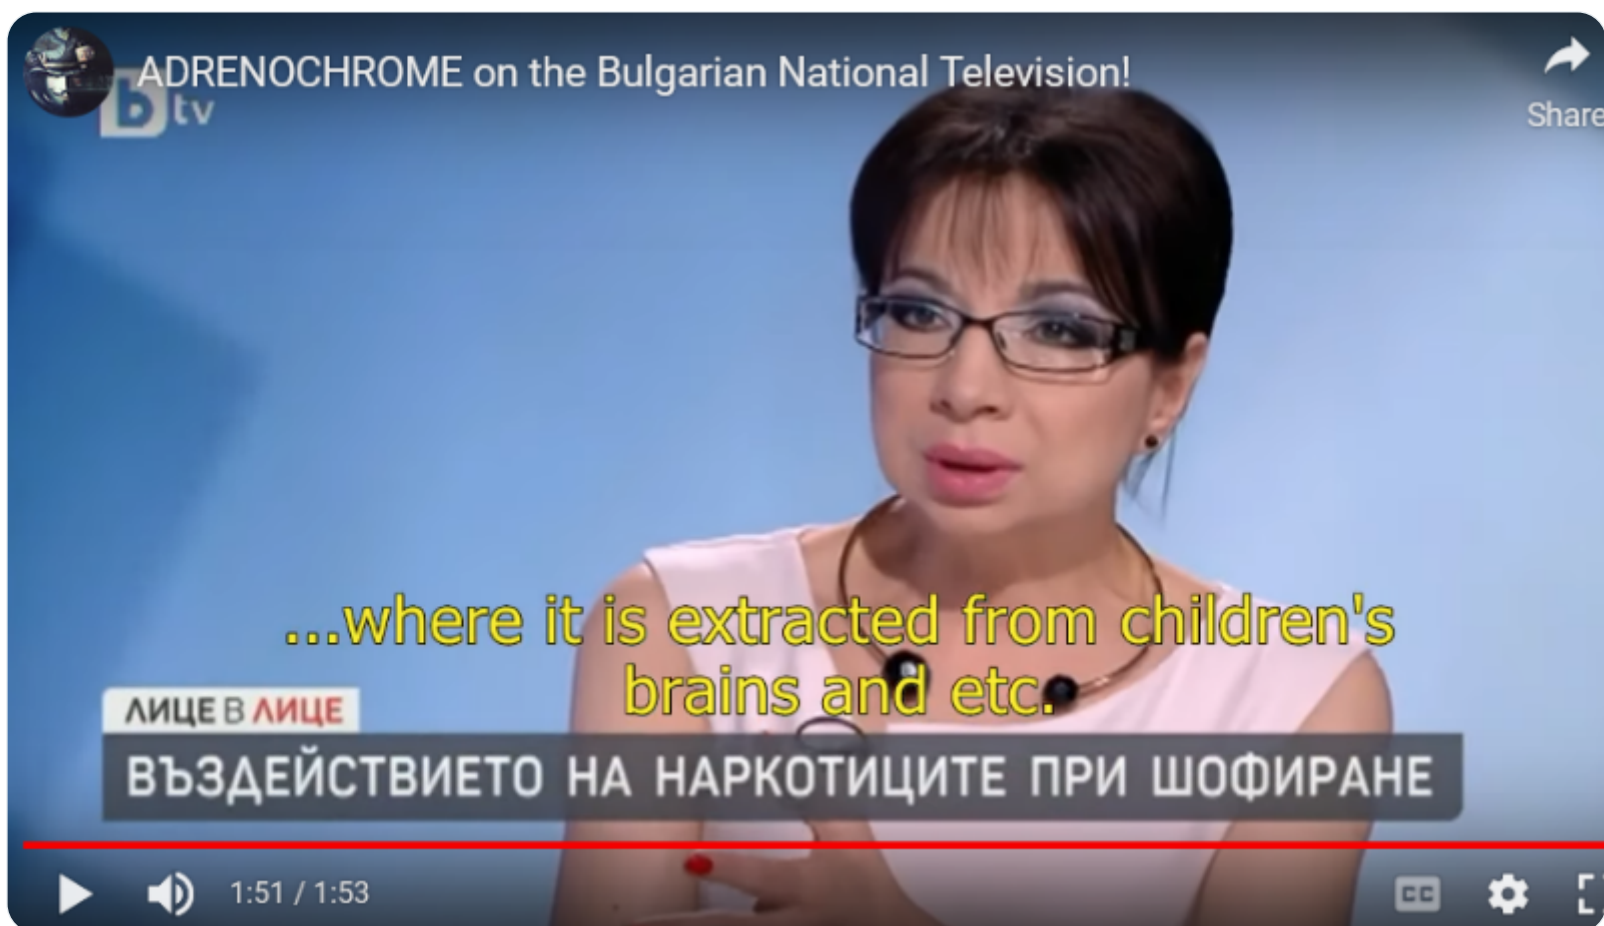 ADRENOCHROME on the Bulgarian National Television!
b tv
Share
...where it is extracted from children's
brains and etc.
ЛИЦЕ В ЛИЦЕ
ВЪЗДЕЙСТВИЕТО НА НАРКОТИЦИТЕ ПРИ ШОФИРАНЕ
1:51 / 1:53
CC